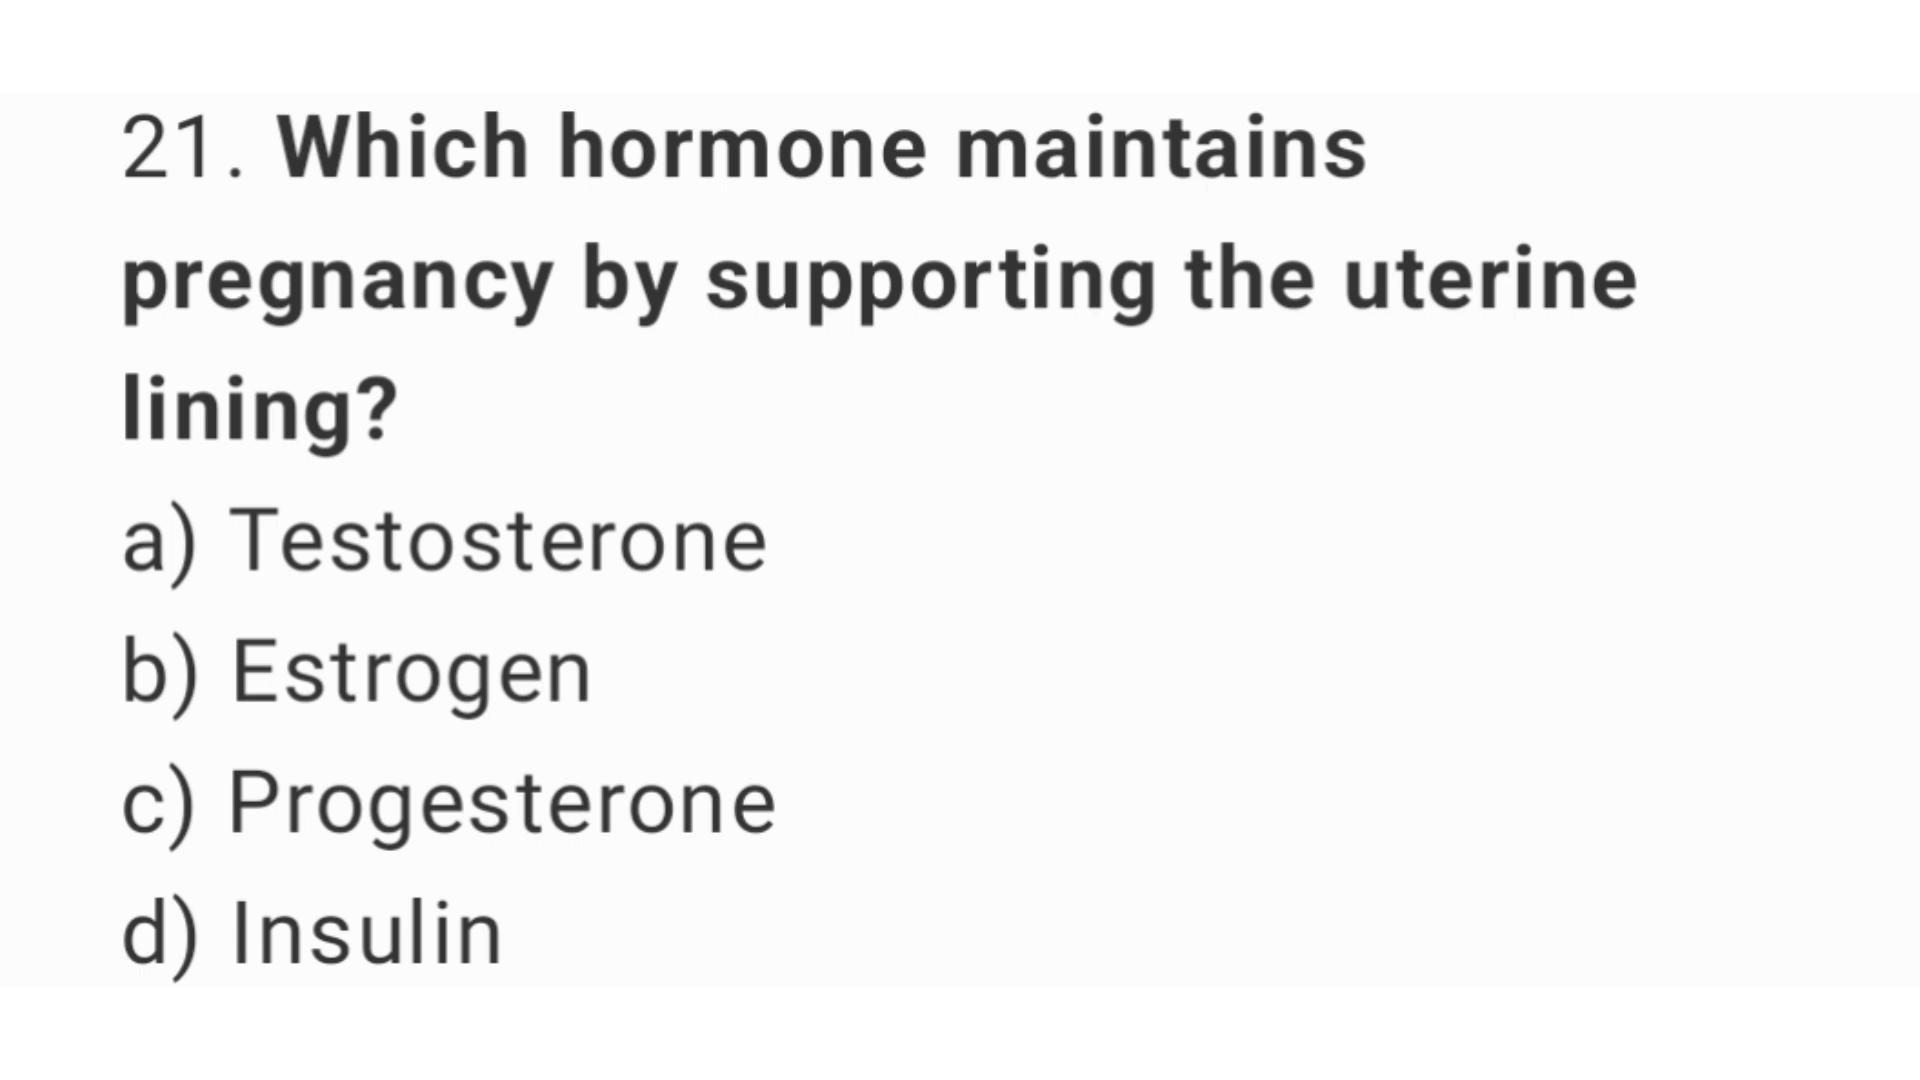 21. Which hormone maintains
pregnancy by supporting the uterine
lining?
a) Testosterone
b) Estrogen
c) Progesterone
d) Insulin